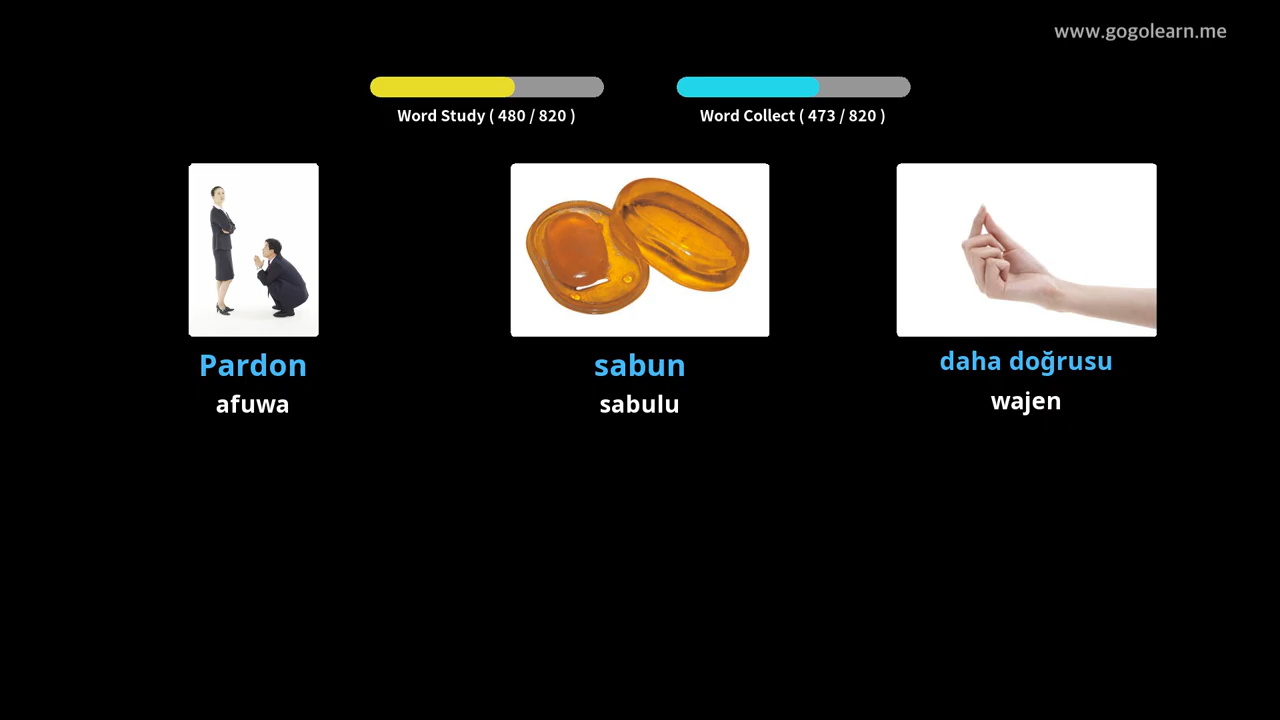 www.gogolearn.me
Word Study ( 480 / 820 )
Word Collect ( 473 / 820 )
Pardon
afuwa
sabun
sabulu
daha doğrusu
wajen